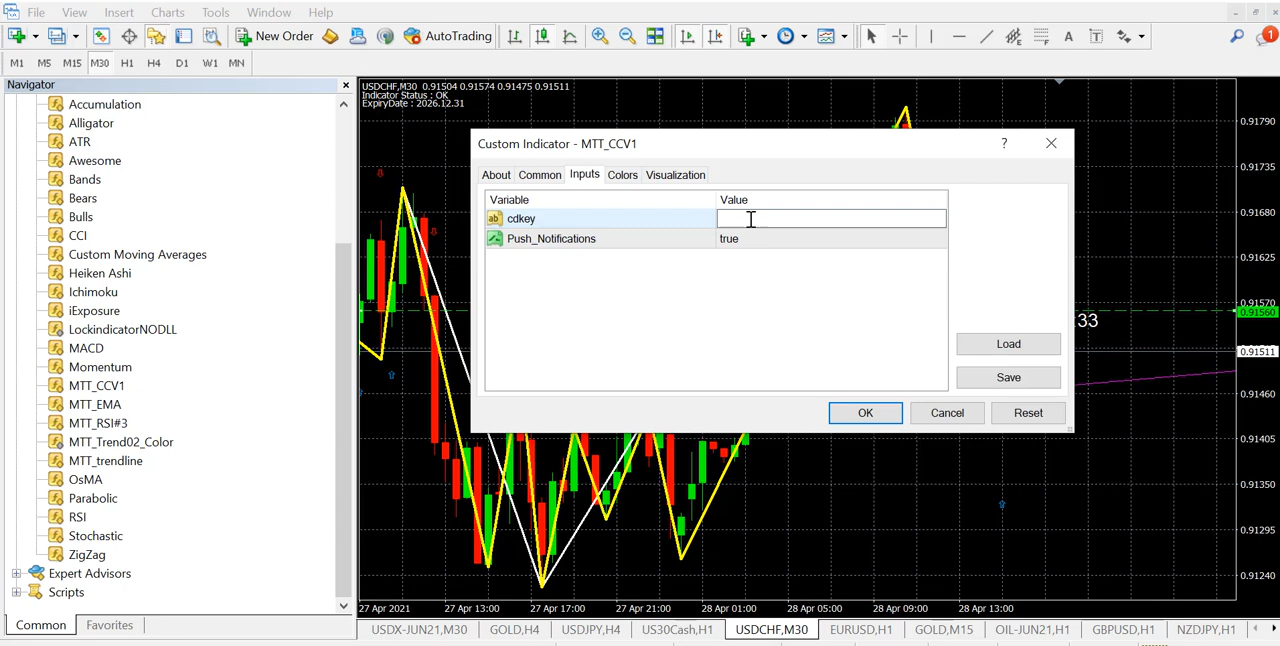 File View Insert Charts Tools Window Help
New Order AutoTrading A T 1
M1 M5 M15 M30 H1 H4 D1 W1 MN
Navigator
Accumulation
Alligator
ATR
Awesome
Bands
Bears
Bulls
CCI
Custom Moving Averages
Heiken Ashi
Ichimoku
iExposure
LockindicatorNODLL
MACD
Momentum
MTT_CCV1
MTT_EMA
MTT_RSI#3
MTT_Trend02_Color
MTT_trendline
OsMA
Parabolic
RSI
Stochastic
ZigZag
Expert Advisors
Scripts
Common Favorites
USDCHF,M30 0.91504 0.91574 0.91475 0.91511
Indicator Status : OK
ExpiryDate : 2026.12.31
Custom Indicator - MTT_CCV1 ?
About Common Inputs Colors Visualization
Variable Value
ab cdkey
Push_Notifications true
Load
Save
OK Cancel Reset
:33
0.91790
0.91735
0.91680
0.91625
0.91570
0.91560
0.91511
0.91460
0.91405
0.91350
0.91295
0.91240
27 Apr 2021 27 Apr 13:00 27 Apr 17:00 27 Apr 21:00 28 Apr 01:00 28 Apr 05:00 28 Apr 09:00 28 Apr 13:00
USDX-JUN21,M30 GOLD,H4 USDJPY,H4 US30Cash,H1 USDCHF,M30 EURUSD,H1 GOLD,M15 OIL-JUN21,H1 GBPUSD,H1 NZDJPY,H1